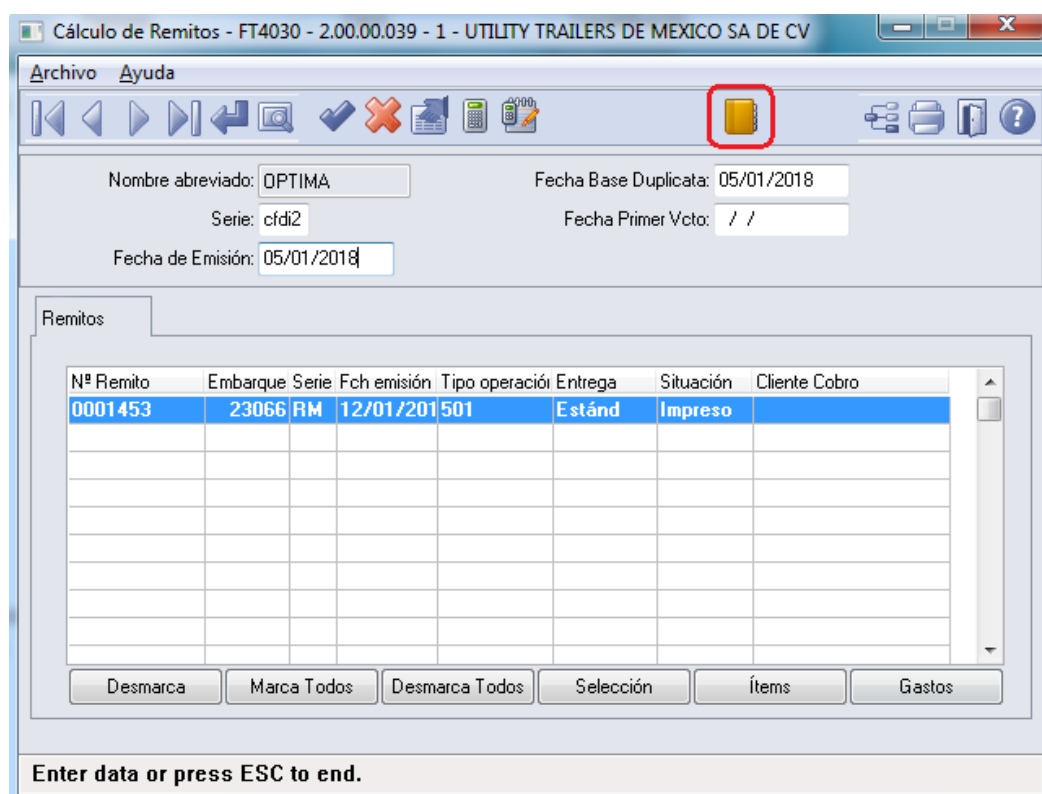 Cálculo de Remitos - FT4030 - 2.00.00.039 - 1 - UTILITY TRAILERS DE MEXICO SA DE CV
Archivo Ayuda
Nombre abreviado: OPTIMA Fecha Base Duplicata: 05/01/2018
Serie: cfdi2 Fecha Primer Vcto: / /
Fecha de Emisión: 05/01/2018
Remitos
Nº Remito Embarque Serie Fch emisión Tipo operació Entrega Situación Cliente Cobro
0001453 23066 RM 12/01/201 501 Estánd Impreso
Desmarca Marca Todos Desmarca Todos Selección Ítems Gastos
Enter data or press ESC to end.